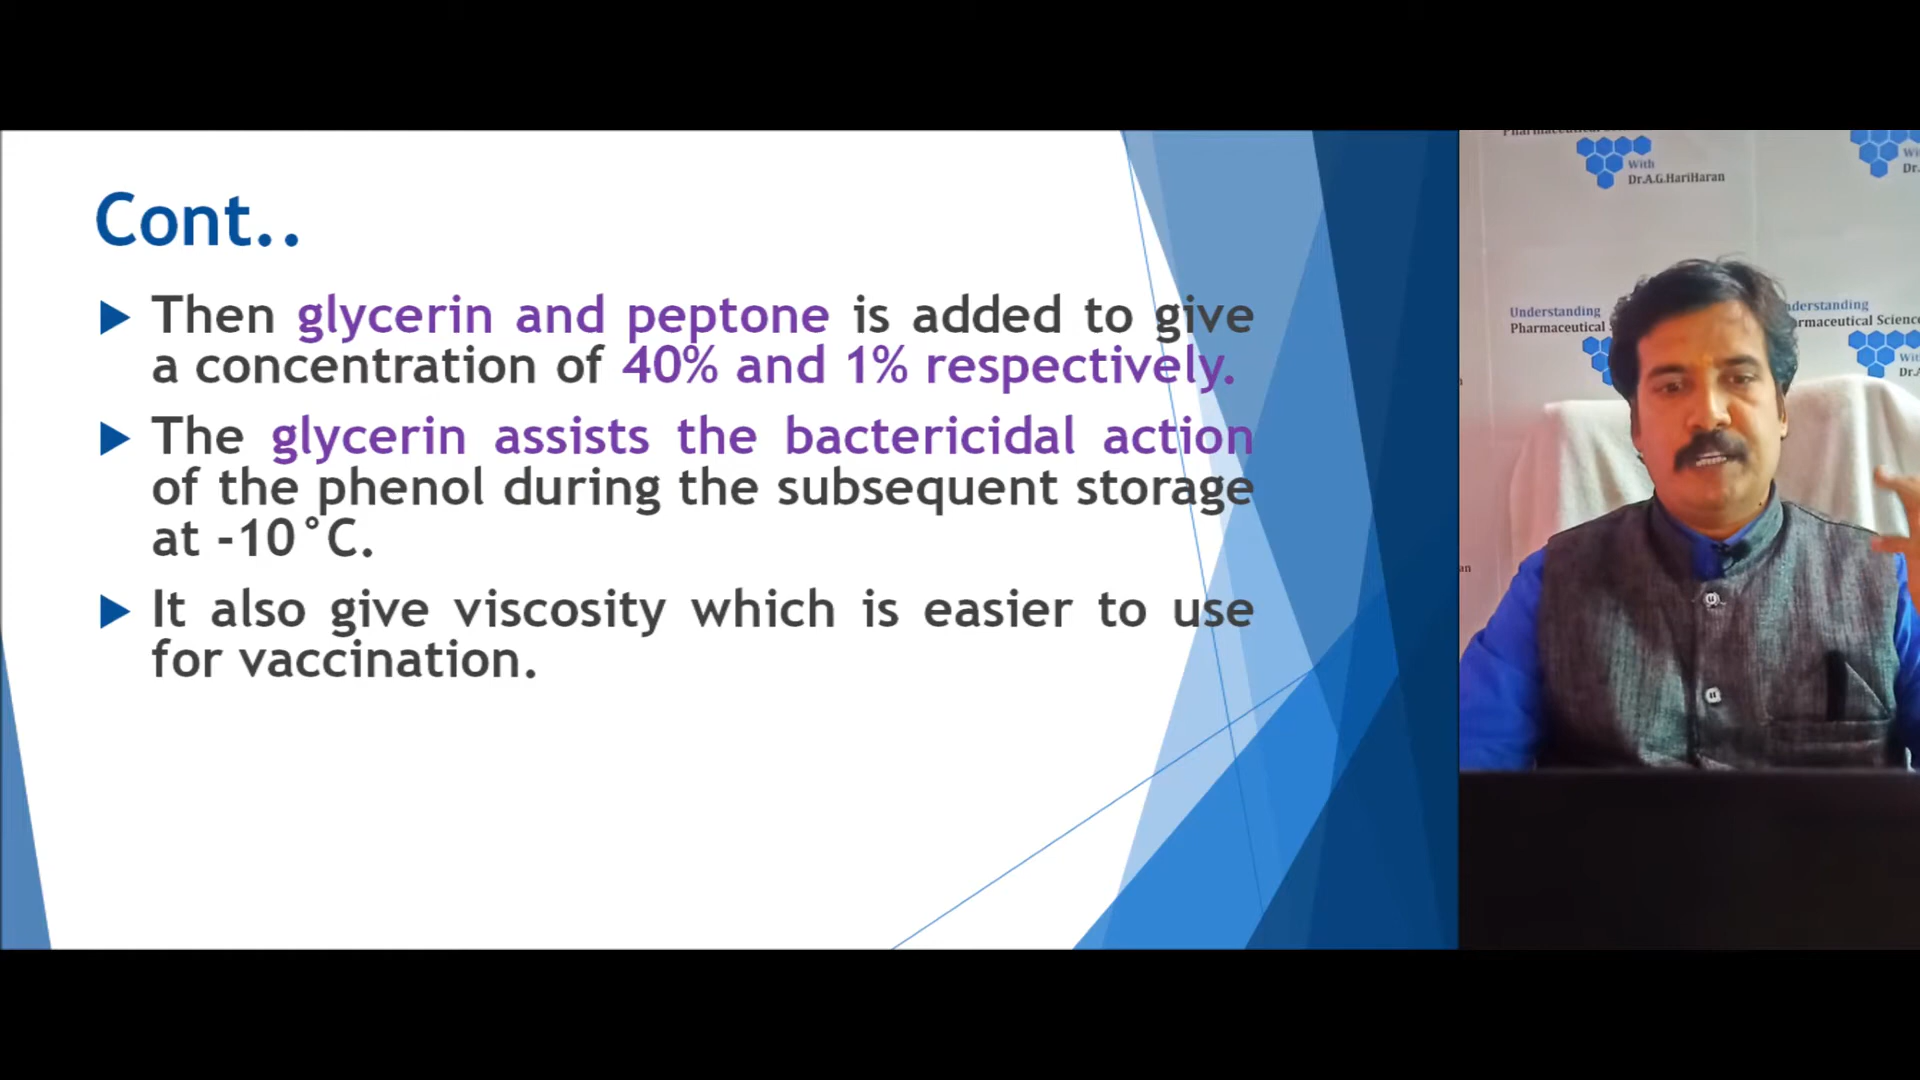 Cont..
Then glycerin and peptone is added to give
a concentration of 40% and 1% respectively.
The glycerin assists the bactericidal action
of the phenol during the subsequent storage
at -10°C.
It also give viscosity which is easier to use
for vaccination.
With
Dr.A.G.HariHaran
Understanding
Pharmaceutical